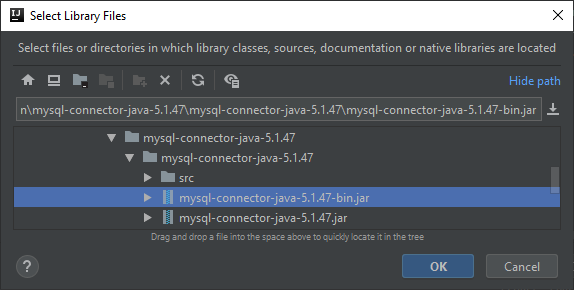 Select Library Files
Select files or directories in which library classes, sources, documentation or native libraries are located
Hide path
n\mysql-connector-java-5.1.47\mysql-connector-java-5.1.47\mysql-connector-java-5.1.47-bin.jar
mysql-connector-java-5.1.47
mysql-connector-java-5.1.47
src
mysql-connector-java-5.1.47-bin.jar
mysql-connector-java-5.1.47.jar
Drag and drop a file into the space above to quickly locate it in the tree
?
OK
Cancel